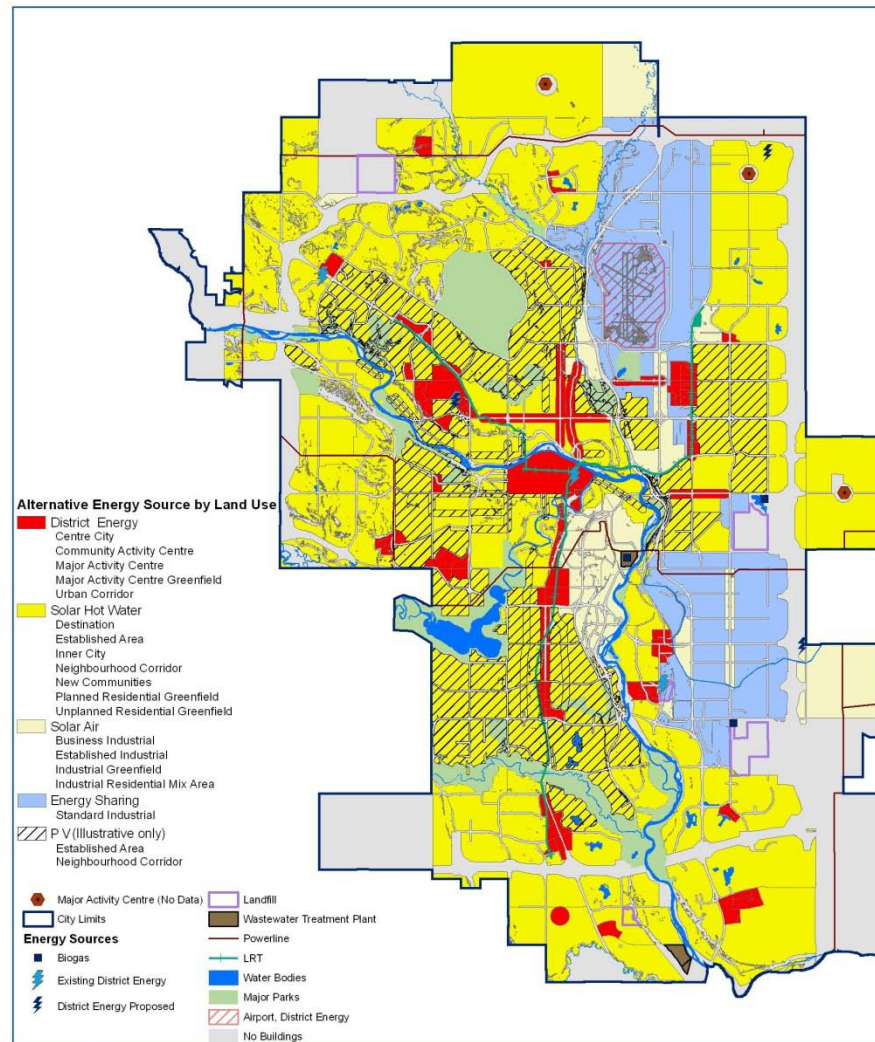 Alternative Energy Source by Land Use
District Energy
Centre City
Community Activity Centre
Major Activity Centre
Major Activity Centre Greenfield
Urban Corridor
Solar Hot Water
Destination
Established Area
Inner City
Neighbourhood Corridor
New Communities
Planned Residential Greenfield
Unplanned Residential Greenfield
Solar Air
Business Industrial
Established Industrial
Industrial Greenfield
Industrial Residential Mix Area
Energy Sharing
Standard Industrial
P V (Illustrative only)
Established Area
Neighbourhood Corridor
Major Activity Centre (No Data)
City Limits
Energy Sources
Biogas
Existing District Energy
District Energy Proposed
Landfill
Wastewater Treatment Plant
Powerline
LRT
Water Bodies
Major Parks
Airport, District Energy
No Buildings